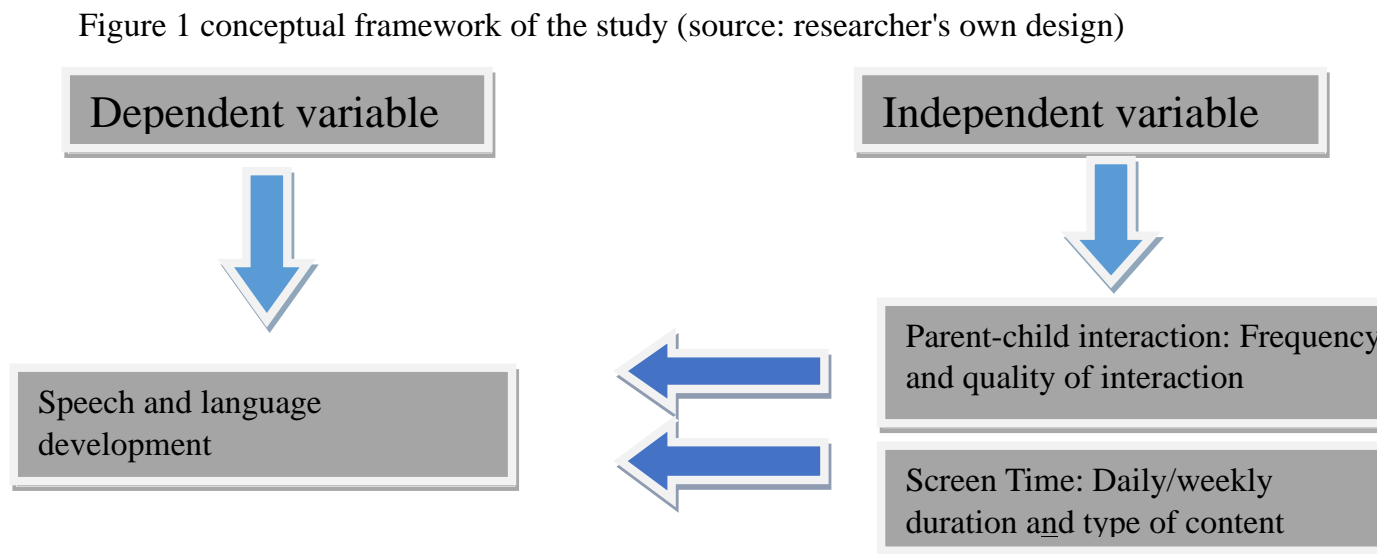 Figure 1 conceptual framework of the study (source: researcher's own design)
Dependent variable
Independent variable
Parent-child interaction: Frequency
and quality of interaction
Speech and language
development
Screen Time: Daily/weekly
duration and type of content